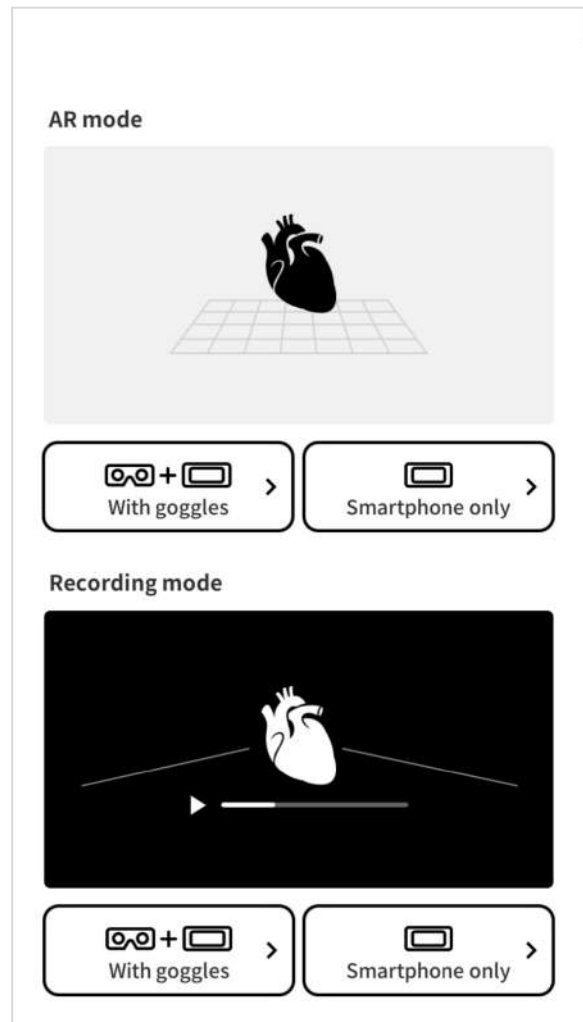 AR mode
With goggles
Smartphone only
Recording mode
With goggles
Smartphone only